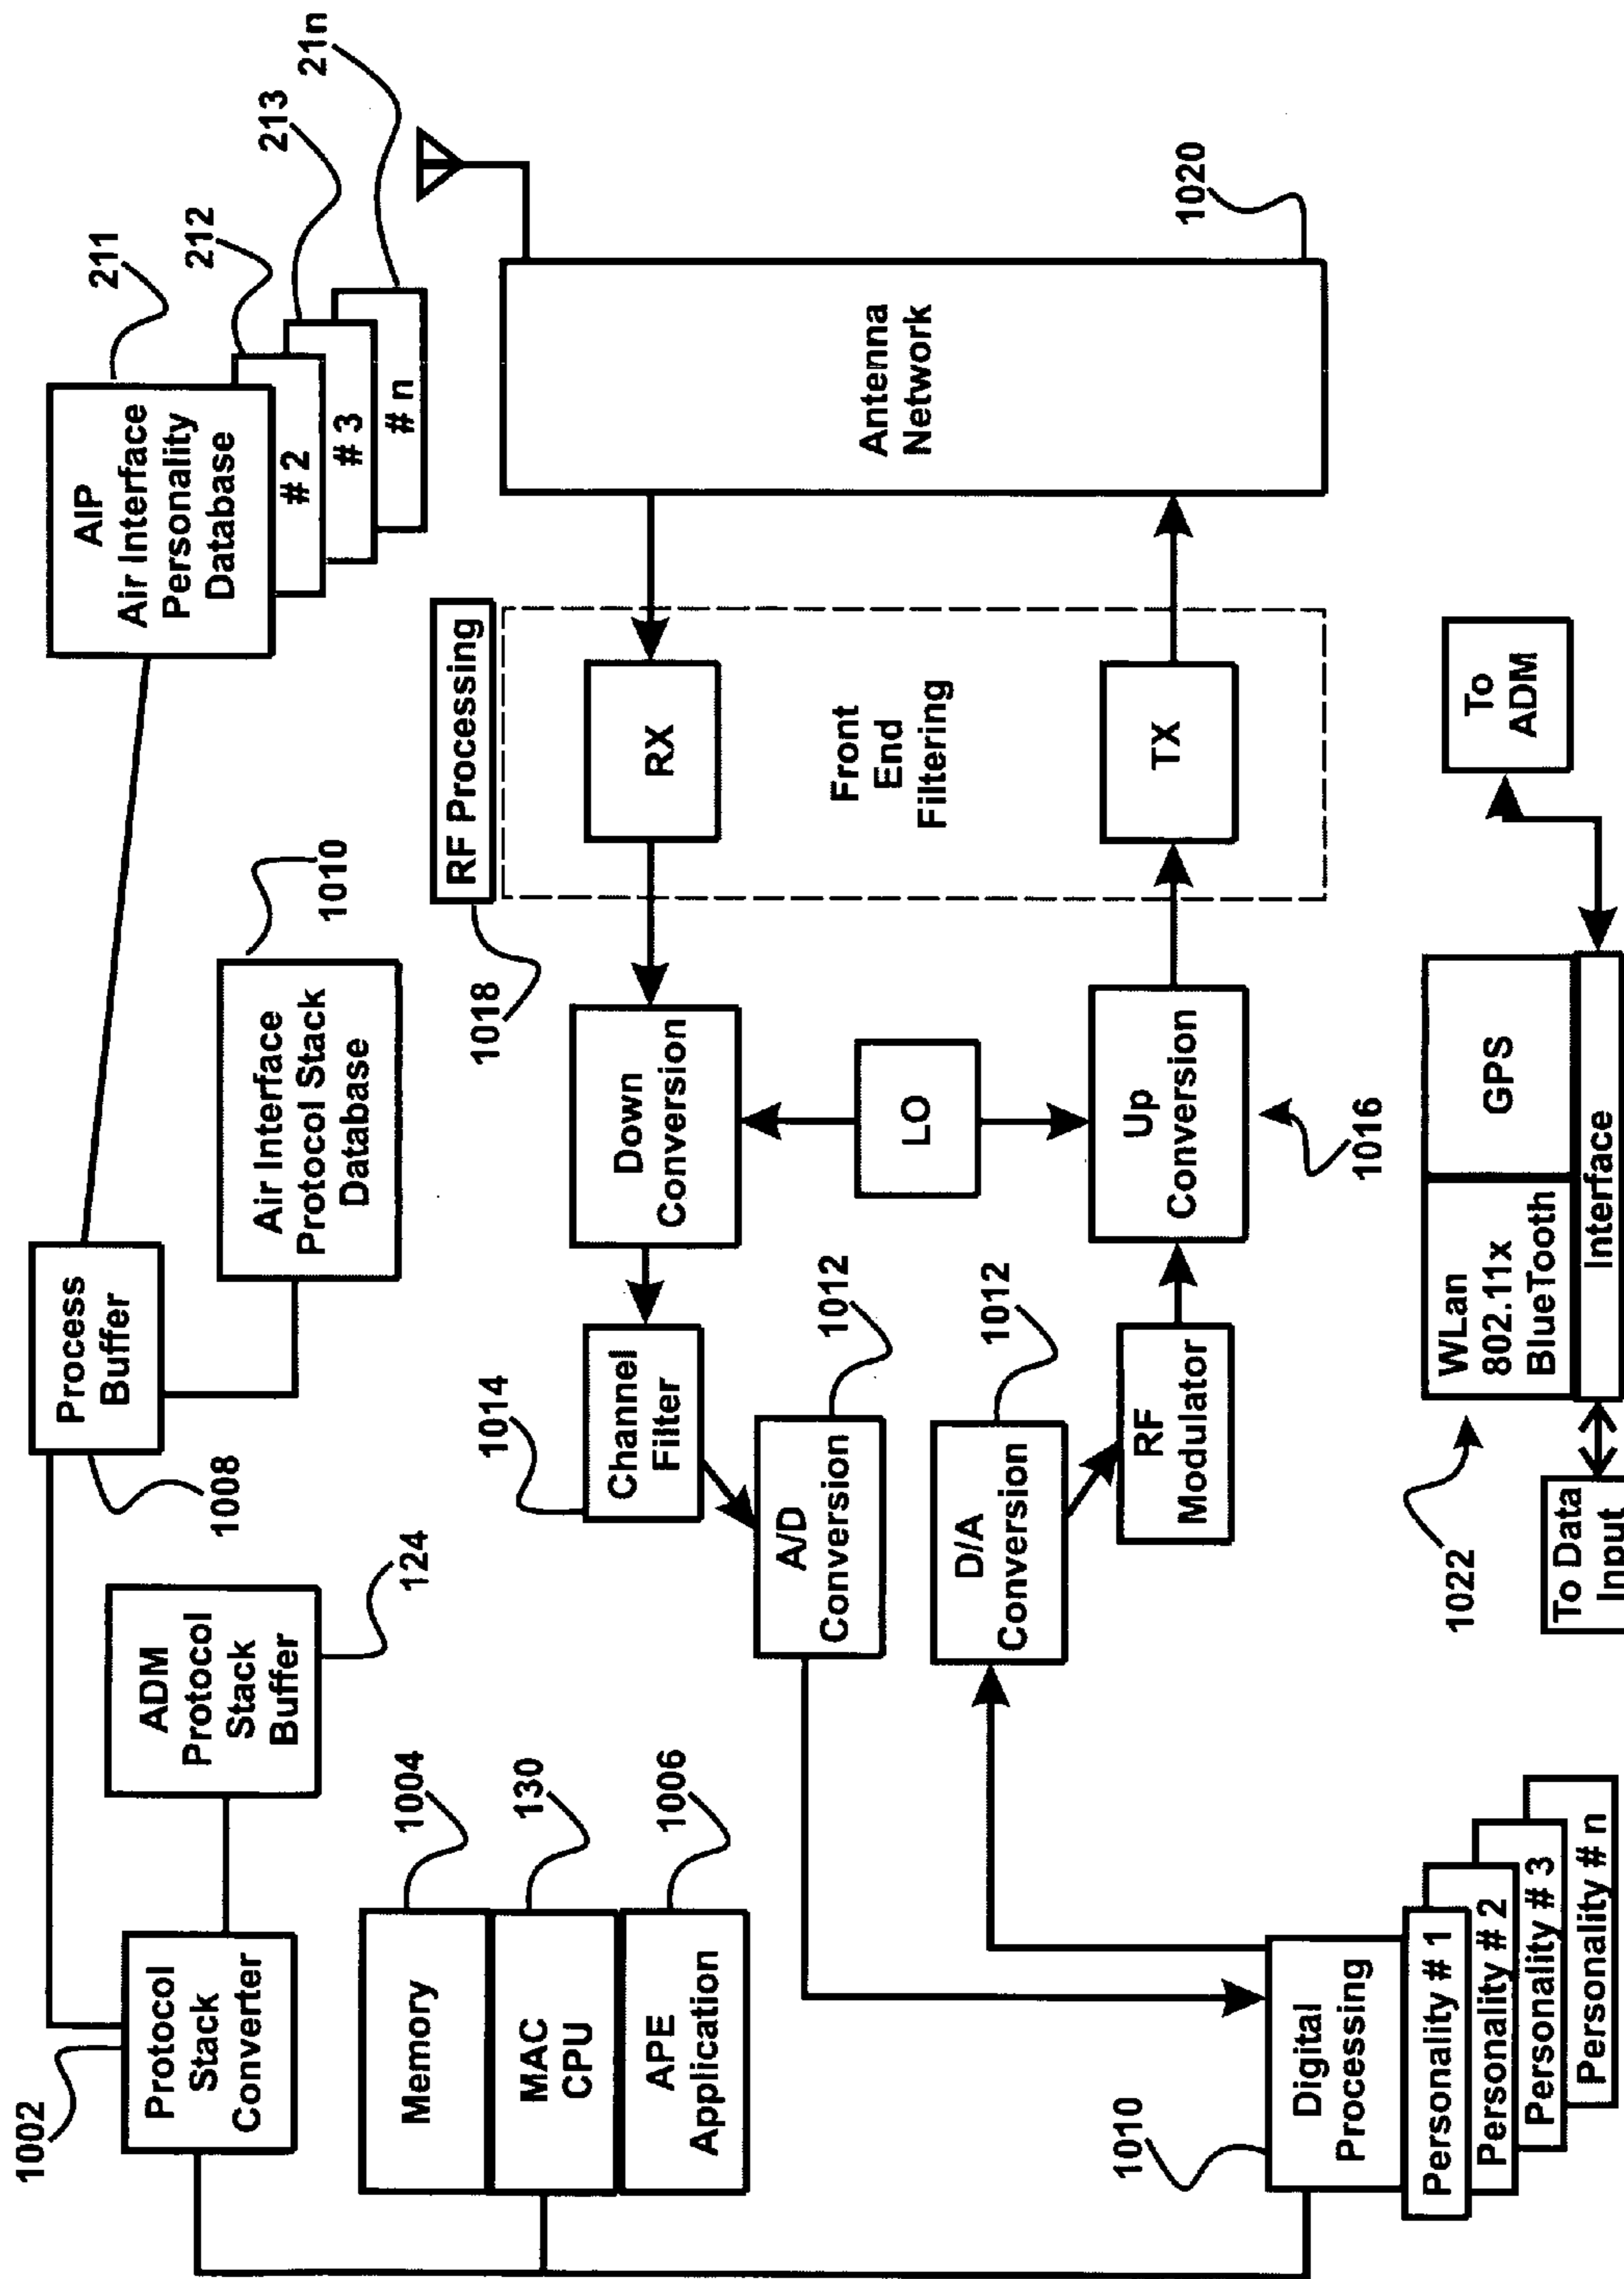 1002
Protocol
Stack
Converter
ADM
Protocol
Stack
Buffer
124
1008
Process
Buffer
Air Interface
Protocol Stack
Database
1010
AIP
Air Interface
Personality
Database
211
# 2
212
# 3
213
# n
21n
Memory
1004
MAC
CPU
130
APE
Application
1006
1014
Channel
Filter
Down
Conversion
1018
RF Processing
RX
A/D
Conversion
1012
LO
Front
End
Filtering
Antenna
Network
1020
D/A
Conversion
1012
RF
Modulator
Up
Conversion
1016
TX
1010
Digital
Processing
Personality # 1
Personality # 2
Personality # 3
Personality # n
1022
WLan
802.11x
BlueTooth
GPS
Interface
To
ADM
To Data
Input